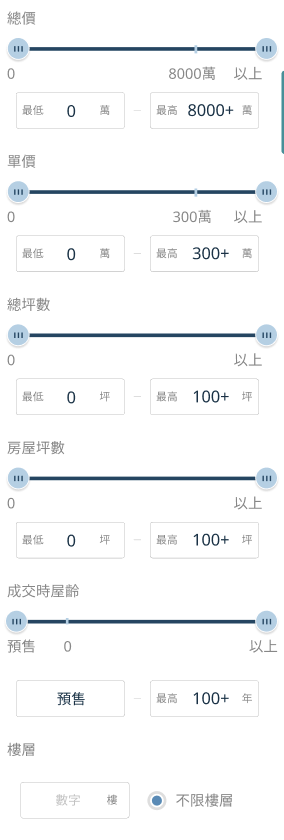 總價
0 8000萬 以上
最低 0 萬 – 最高 8000+ 萬
單價
0 300萬 以上
最低 0 萬 – 最高 300+ 萬
總坪數
0 以上
最低 0 坪 – 最高 100+ 坪
房屋坪數
0 以上
最低 0 坪 – 最高 100+ 坪
成交時屋齡
預售 0 以上
預售 – 最高 100+ 年
樓層
數字 樓 不限樓層